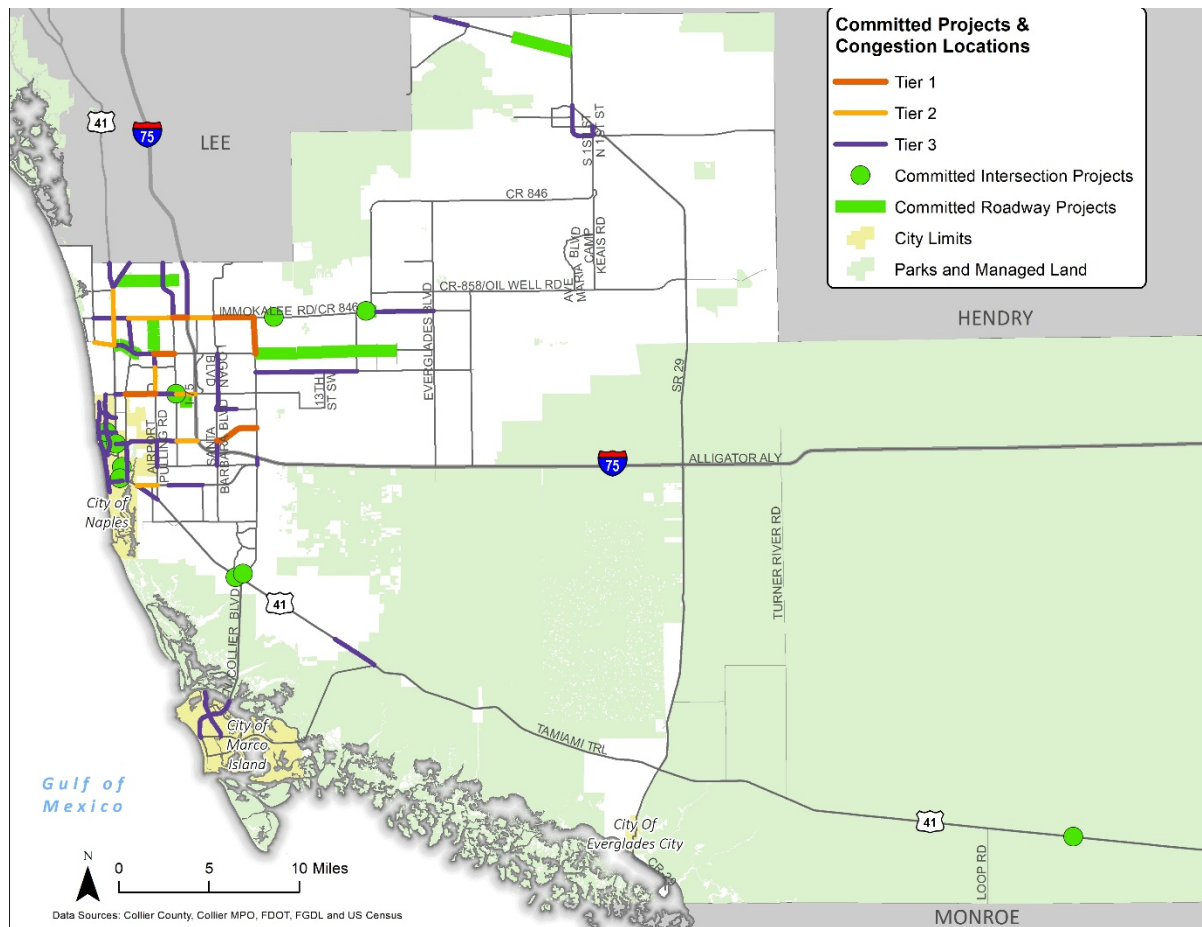 Committed Projects &
Congestion Locations
Tier 1
Tier 2
Tier 3
Committed Intersection Projects
Committed Roadway Projects
City Limits
Parks and Managed Land
41
75
LEE
S 1ST ST
N 1ST ST
CR 846
AVE
MARIA BLVD
CAMP
KEAIS RD
CR-858/OIL WELL RD
IMMOKALEE RD/CR 846
EVERGLADES BLVD
HENDRY
LOGAN
BLVD
13TH
ST SW
SR 29
AIRPORT
PULLING RD
SANTA
BARBARA BLVD
75
ALLIGATOR ALY
City of
Naples
TURNER RIVER RD
41
COLLIER BLVD
City of
Marco
Island
TAMIAMI TRL
Gulf of
Mexico
City Of
Everglades City
41
CR 29
LOOP RD
N
0 5 10 Miles
Data Sources: Collier County, Collier MPO, FDOT, FGDL and US Census
MONROE